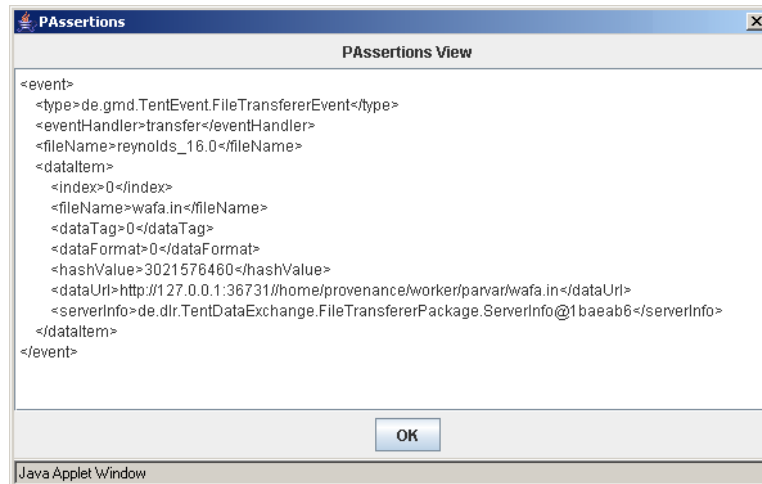 PAssertions
PAssertions View
<event>
<type>de.gmd.TentEvent.FileTransfererEvent</type>
<eventHandler>transfer</eventHandler>
<fileName>reynolds_16.0</fileName>
<dataItem>
<index>0</index>
<fileName>wafa.in</fileName>
<dataTag>0</dataTag>
<dataFormat>0</dataFormat>
<hashValue>3021576460</hashValue>
<dataUrl>http://127.0.0.1:36731//home/provenance/worker/parvar/wafa.in</dataUrl>
<serverInfo>de.dlr.TentDataExchange.FileTransfererPackage.ServerInfo@1baeab6</serverInfo>
</dataItem>
</event>
OK
Java Applet Window